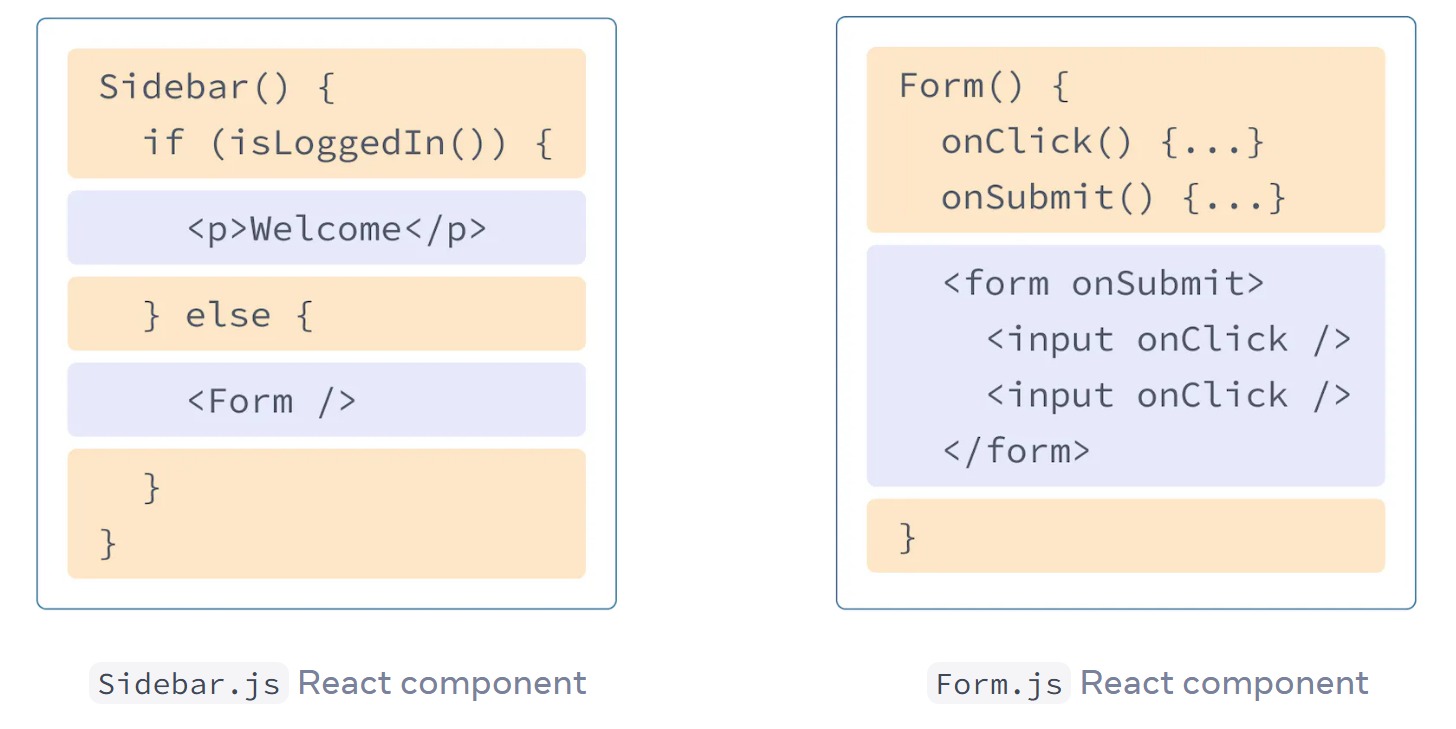 Sidebar() {
if (isLoggedIn()) {
<p>Welcome</p>
} else {
<Form />
}
}
Sidebar.js React component
Form() {
onClick() {...}
onSubmit() {...}
<form onSubmit>
<input onClick />
<input onClick />
</form>
}
Form.js React component